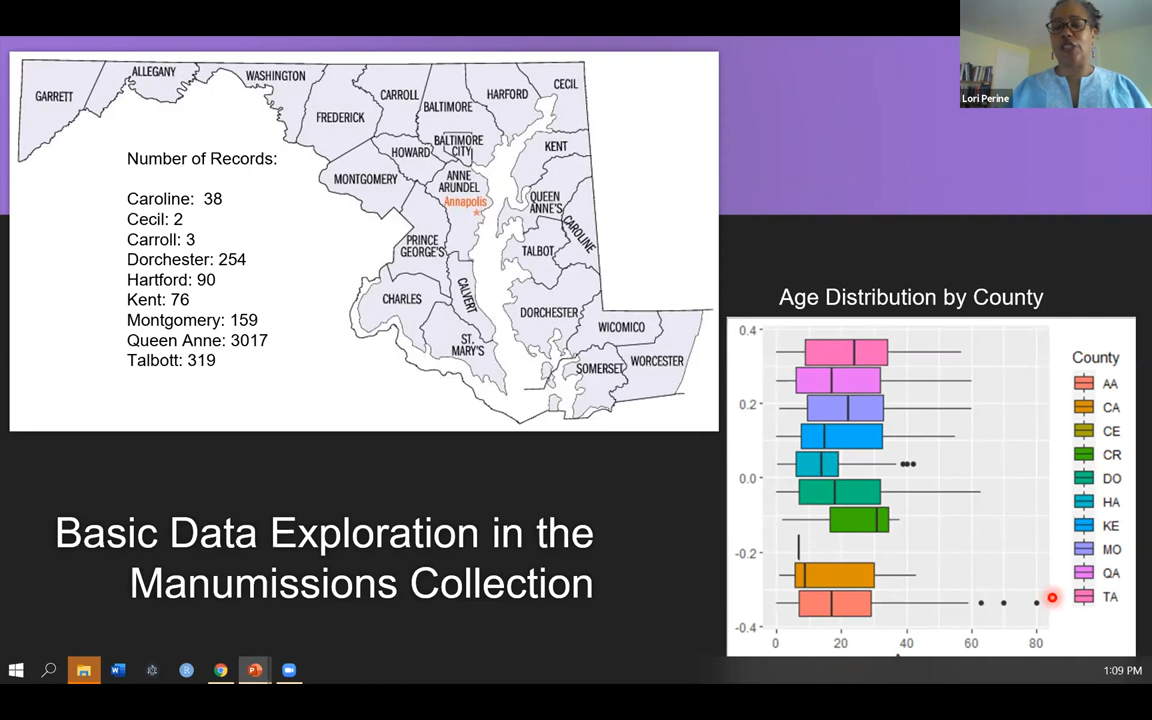 Lori Perine
GARRETT
ALLEGANY
WASHINGTON
FREDERICK
CARROLL
BALTIMORE
HARFORD
CECIL
BALTIMORE
CITY
HOWARD
MONTGOMERY
ANNE
ARUNDEL
Annapolis
KENT
QUEEN
ANNE'S
CAROLINE
TALBOT
PRINCE
GEORGE'S
CALVERT
CHARLES
ST.
MARY'S
DORCHESTER
WICOMICO
SOMERSET
WORCESTER
Number of Records:
Caroline: 38
Cecil: 2
Carroll: 3
Dorchester: 254
Hartford: 90
Kent: 76
Montgomery: 159
Queen Anne: 3017
Talbott: 319
Basic Data Exploration in the
Manumissions Collection
Age Distribution by County
0.4
0.2
0.0
-0.2
-0.4
0 20 40 60 80
County
AA
CA
CE
CR
DO
HA
KE
MO
QA
TA
1:09 PM